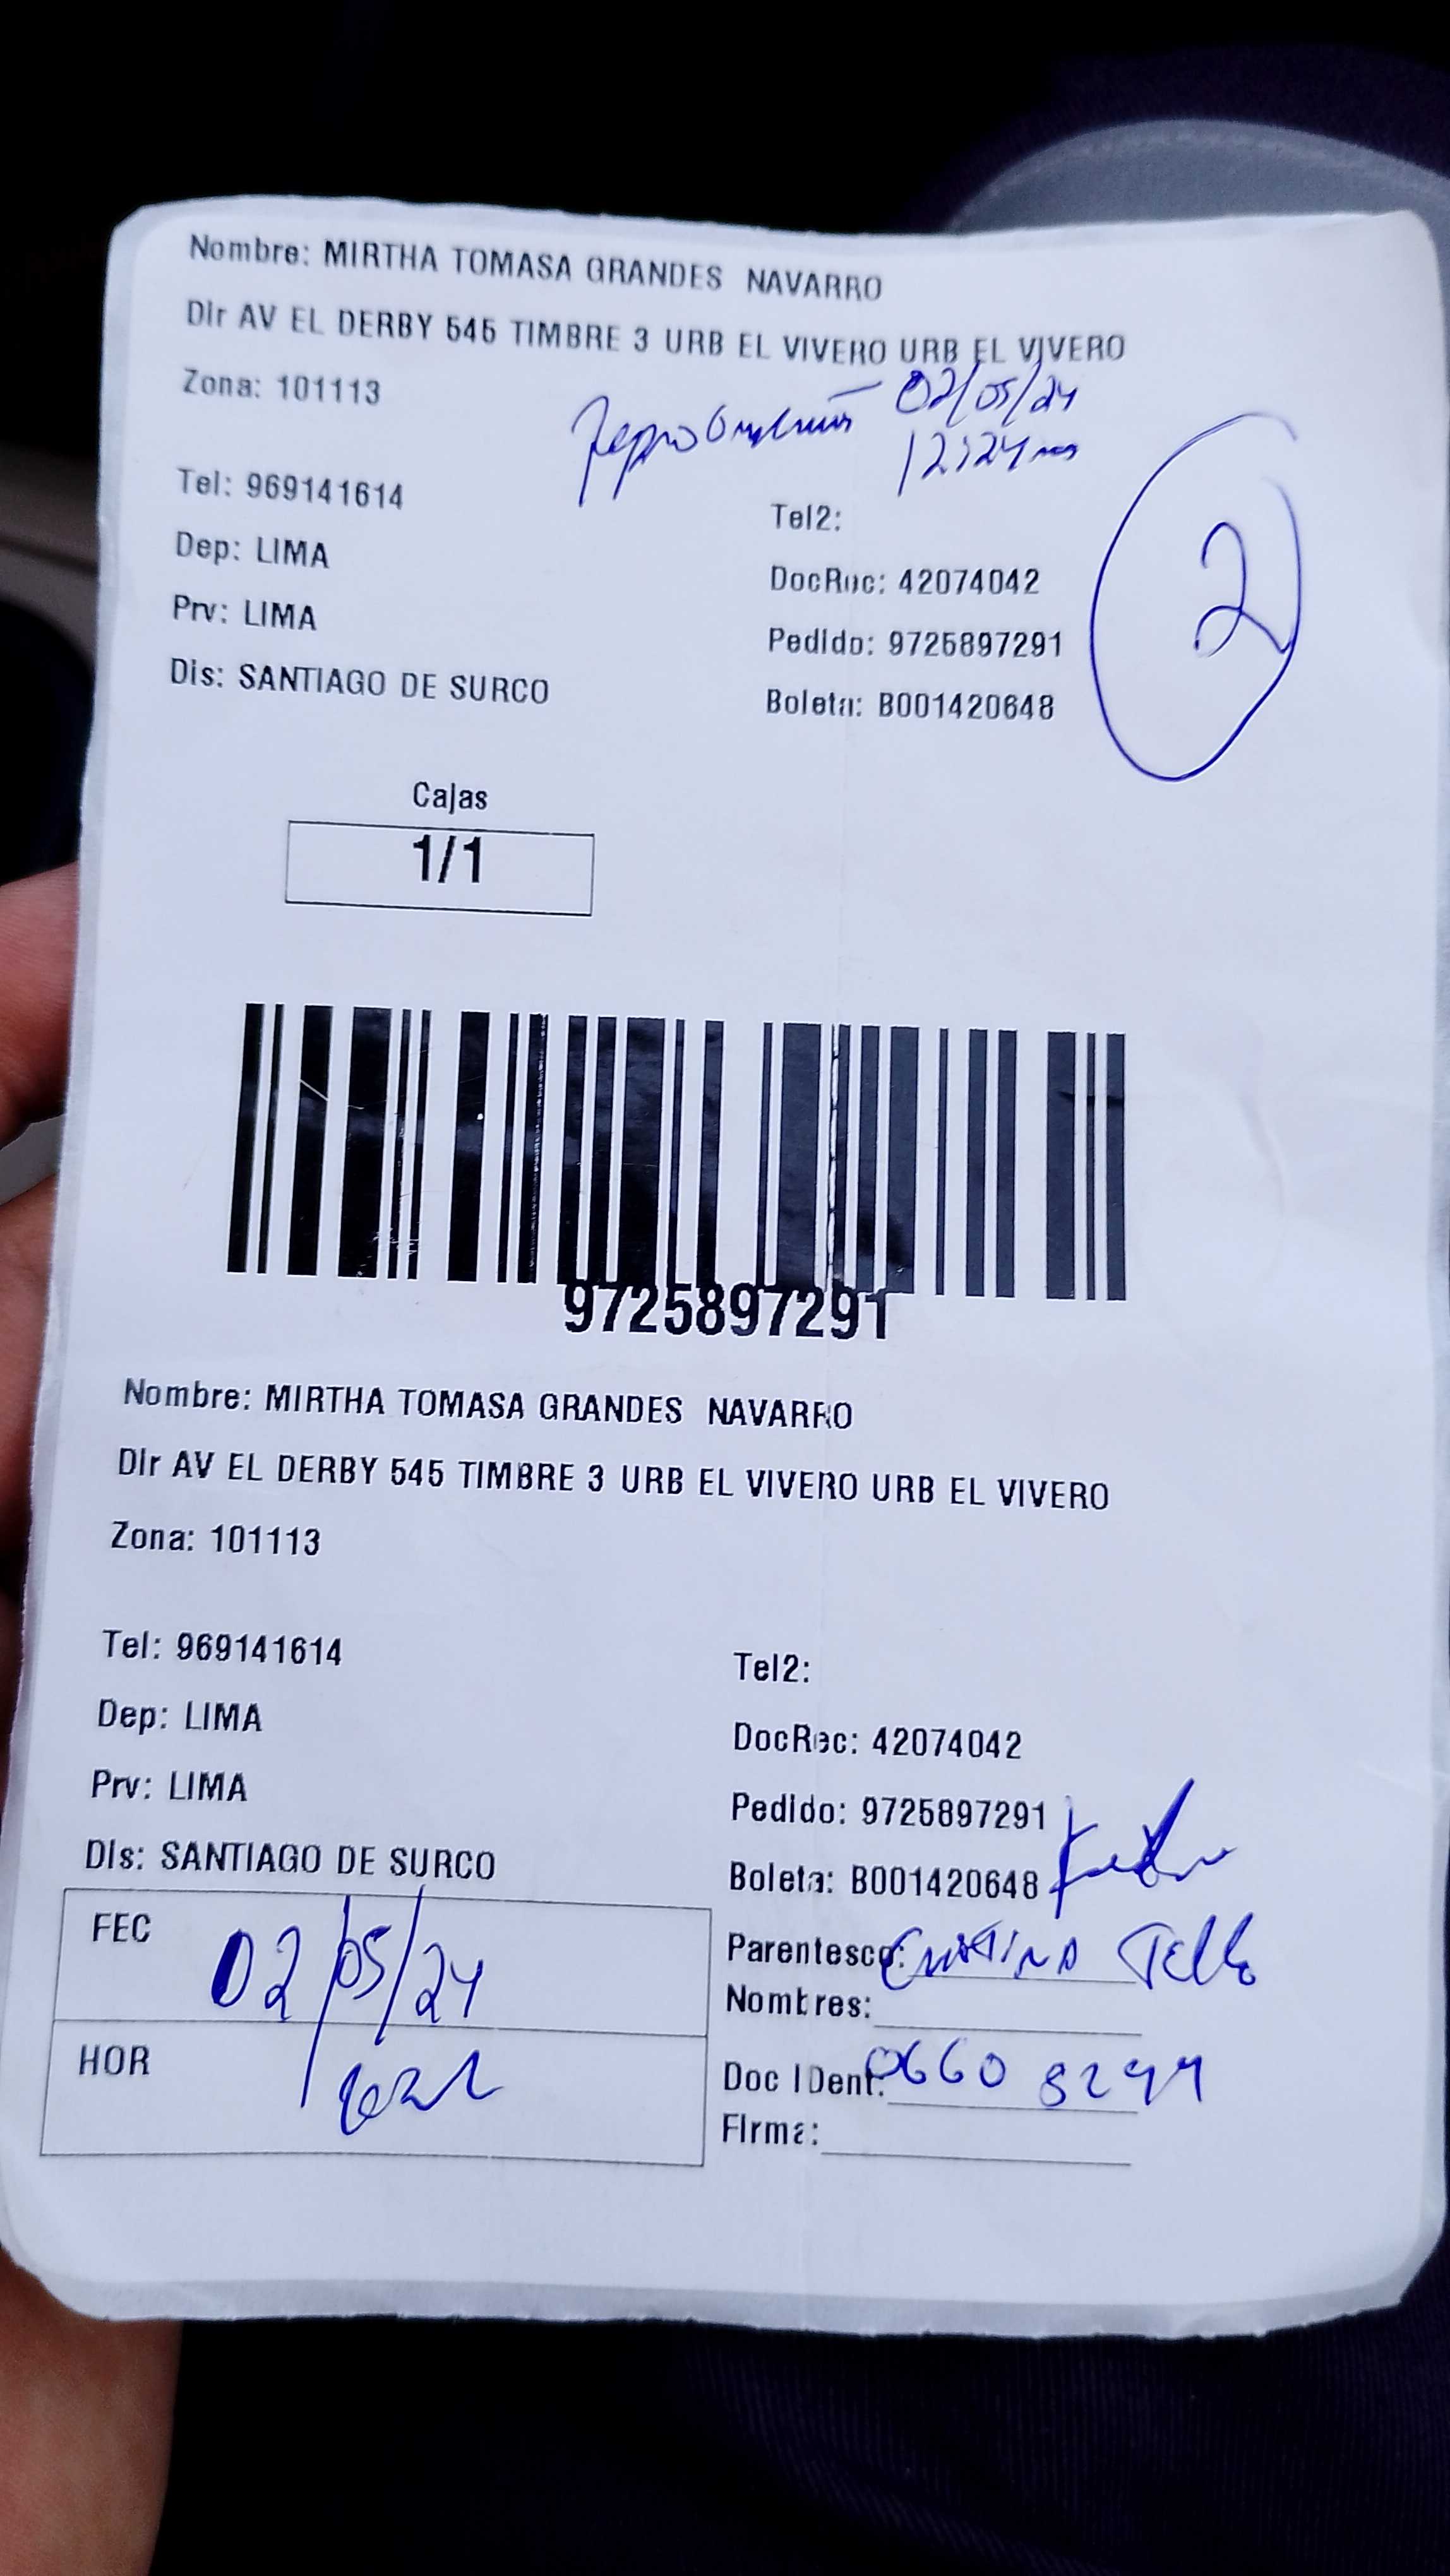 Nombre: MIRTHA TOMASA GRANDES NAVARRO
Dir AV EL DERBY 545 TIMBRE 3 URB EL VIVERO URB EL VIVERO
Zona: 101113
02/05/24
Tel: 969141614
Tel2:
Dep: LIMA
DocRec: 42074042
Prv: LIMA
Pedido: 9725897291
Dis: SANTIAGO DE SURCO
Boleta: B001420648
2
Cajas
1/1
9725897291
Nombre: MIRTHA TOMASA GRANDES NAVARRO
Dir AV EL DERBY 545 TIMBRE 3 URB EL VIVERO URB EL VIVERO
Zona: 101113
Tel: 969141614
Tel2:
Dep: LIMA
DocRec: 42074042
Prv: LIMA
Pedido: 9725897291
Dis: SANTIAGO DE SURCO
Boleta: B001420648
FEC 02/05/24
Parentesco: Tello
Nombres:
HOR
Doc IDent: 0660 8244
Firma: